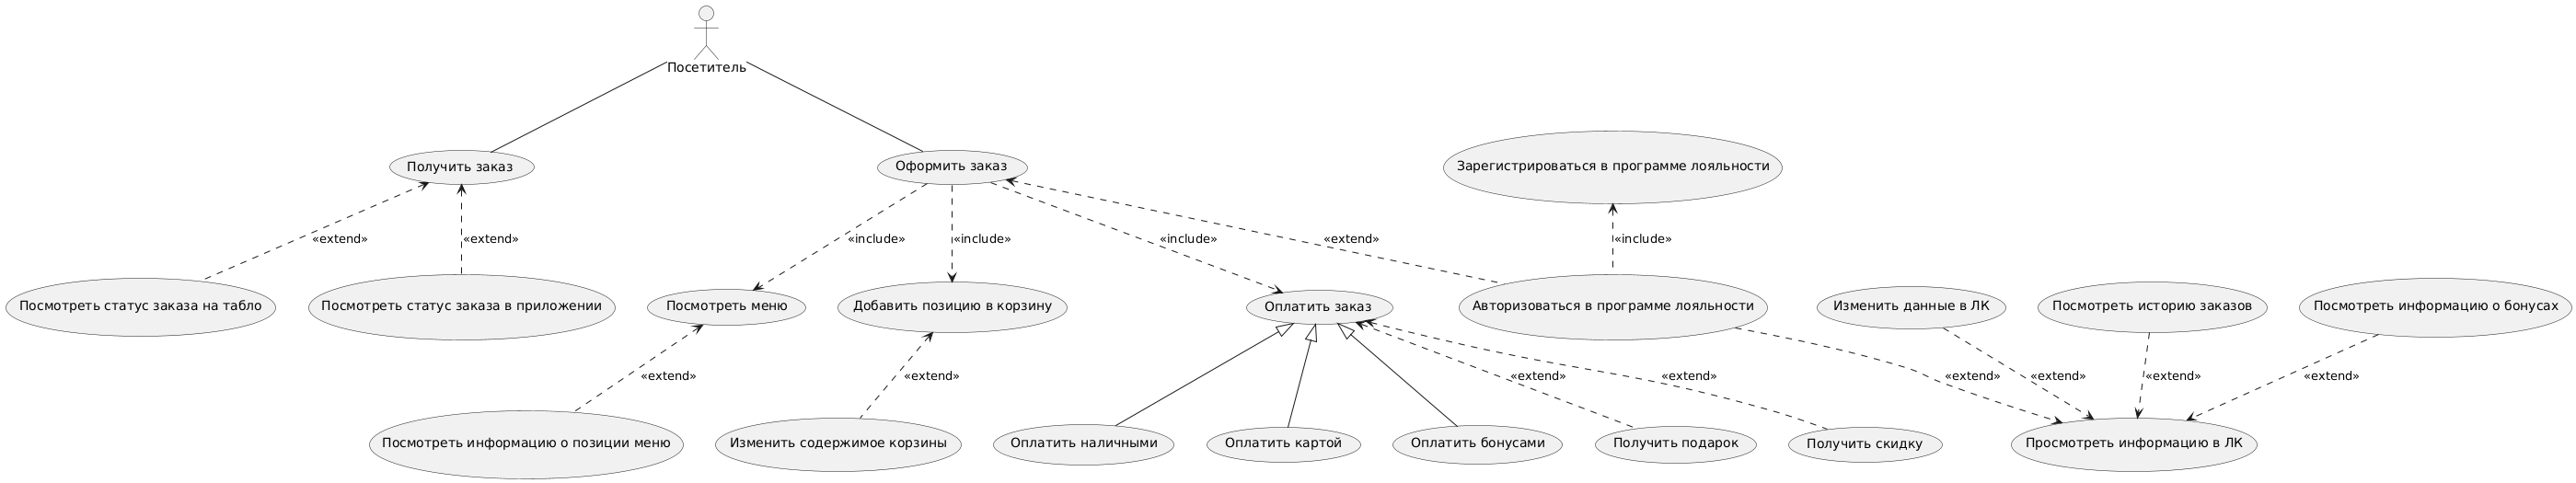 Посетитель
Получить заказ
Оформить заказ
Зарегистрироваться в программе лояльности
«extend»
«extend»
«include»
«include»
«include»
«extend»
«include»
Посмотреть статус заказа на табло
Посмотреть статус заказа в приложении
Посмотреть меню
Добавить позицию в корзину
Оплатить заказ
Авторизоваться в программе лояльности
Изменить данные в ЛК
Посмотреть историю заказов
Посмотреть информацию о бонусах
«extend»
«extend»
«extend»
«extend»
«extend»
«extend»
«extend»
«extend»
Посмотреть информацию о позиции меню
Изменить содержимое корзины
Оплатить наличными
Оплатить картой
Оплатить бонусами
Получить подарок
Получить скидку
Просмотреть информацию в ЛК